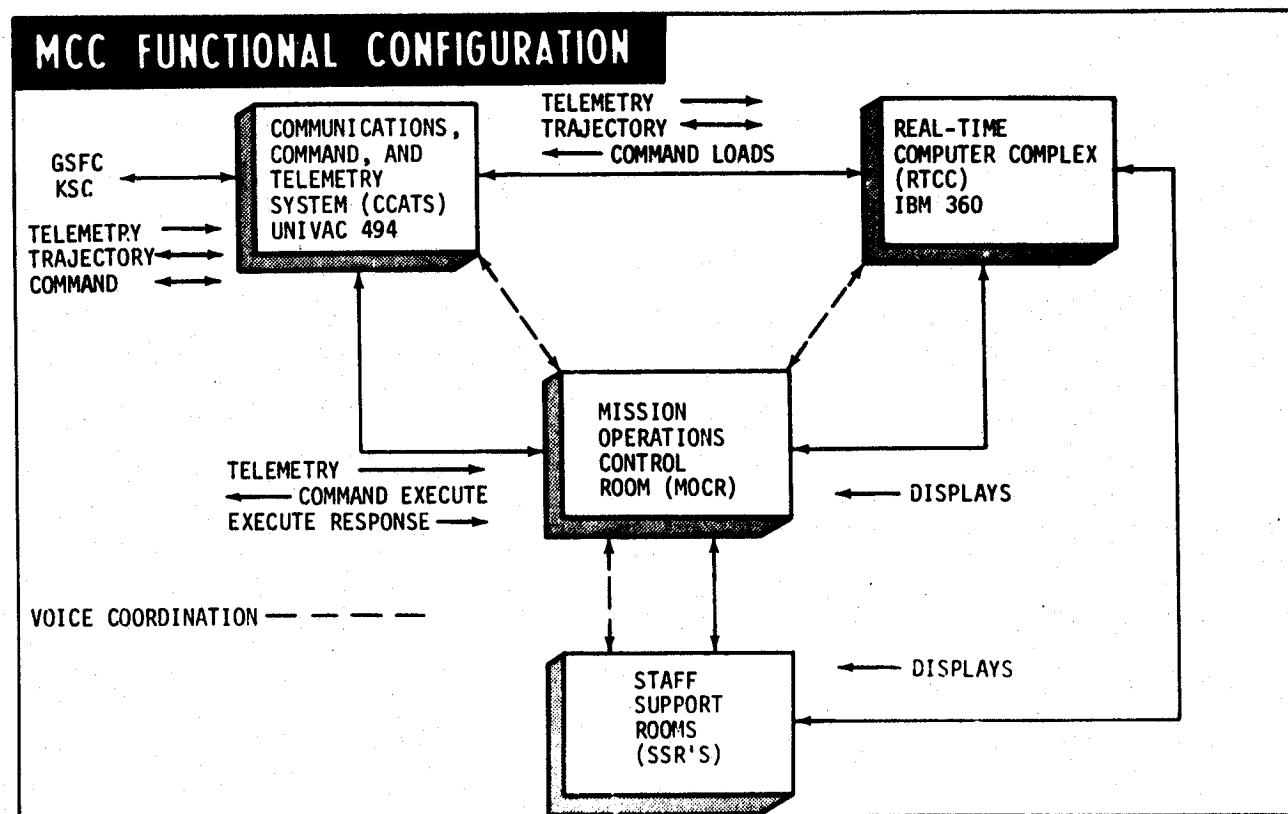 MCC FUNCTIONAL CONFIGURATION
COMMUNICATIONS,
COMMAND, AND
TELEMETRY
SYSTEM (CCATS)
UNIVAC 494
TELEMETRY
TRAJECTORY
COMMAND LOADS
REAL-TIME
COMPUTER COMPLEX
(RTCC)
IBM 360
GSFC
KSC
TELEMETRY
TRAJECTORY
COMMAND
MISSION
OPERATIONS
CONTROL
ROOM (MOCR)
TELEMETRY
COMMAND EXECUTE
EXECUTE RESPONSE
DISPLAYS
VOICE COORDINATION
STAFF
SUPPORT
ROOMS
(SSR'S)
DISPLAYS